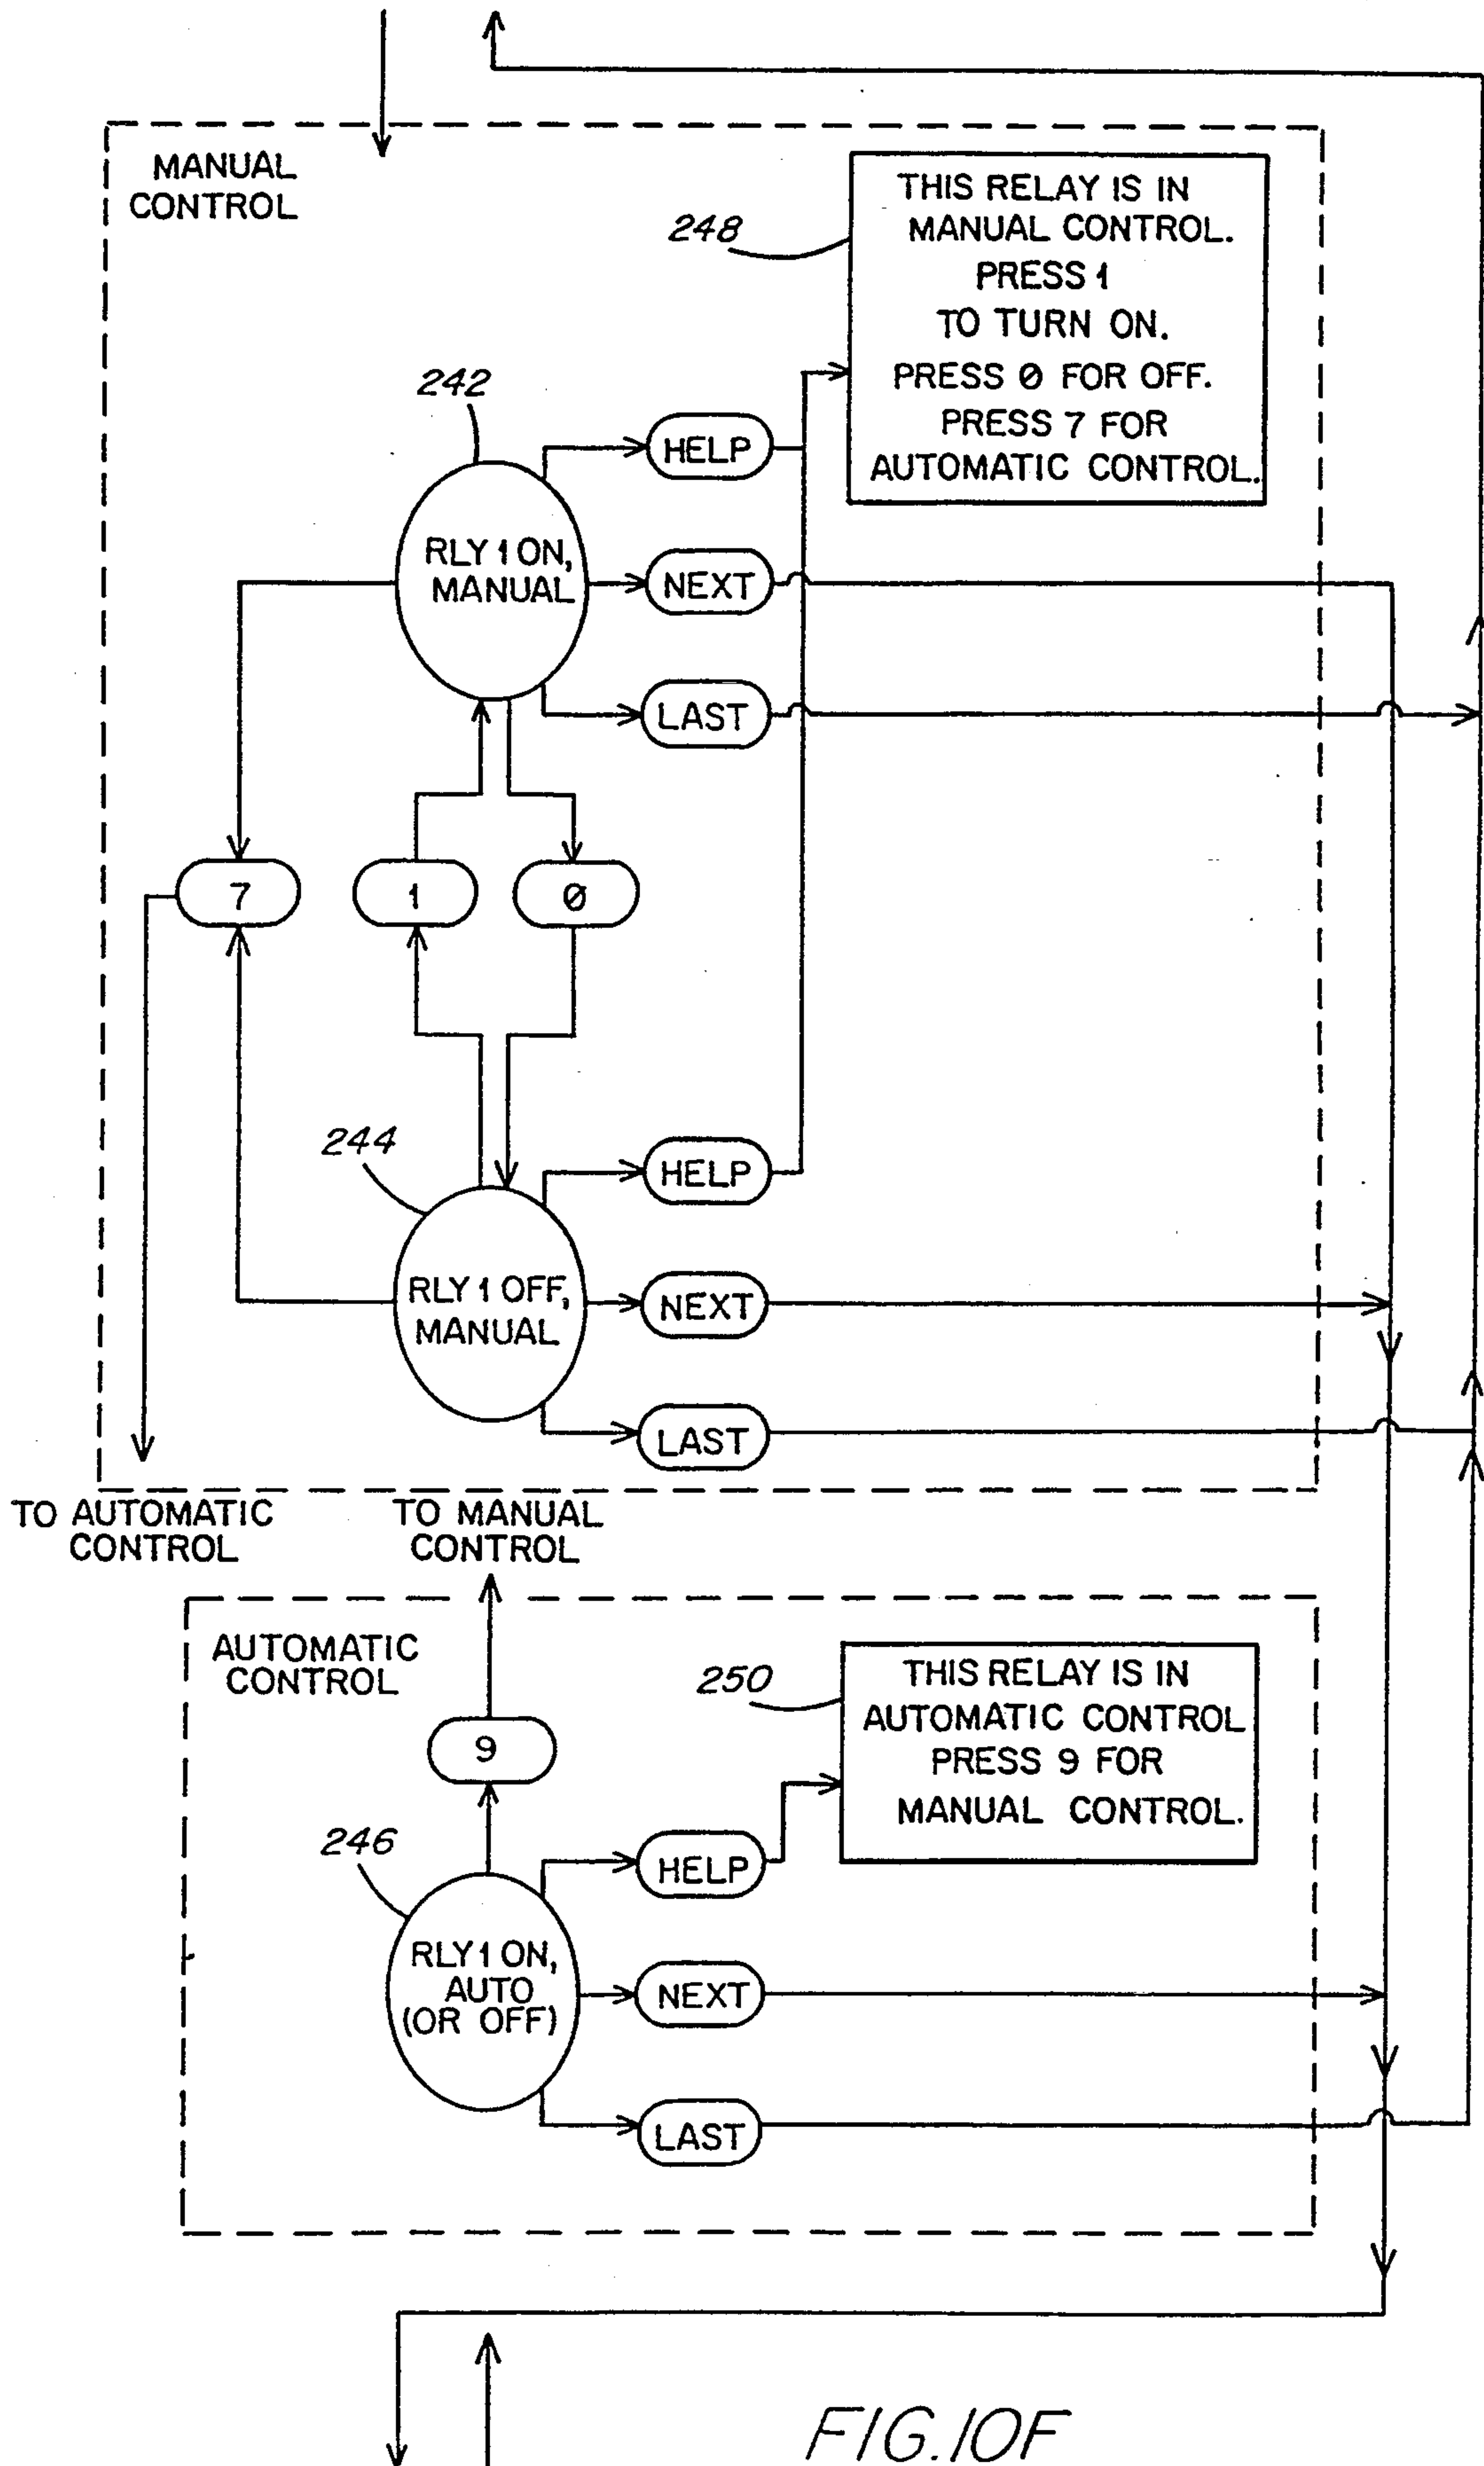 MANUAL
CONTROL
248
THIS RELAY IS IN
MANUAL CONTROL.
PRESS 1
TO TURN ON.
PRESS 0 FOR OFF.
PRESS 7 FOR
AUTOMATIC CONTROL.
242
HELP
RLY 1 ON,
MANUAL
NEXT
LAST
7
1
0
244
HELP
RLY 1 OFF,
MANUAL
NEXT
LAST
TO AUTOMATIC
CONTROL
TO MANUAL
CONTROL
AUTOMATIC
CONTROL
250
THIS RELAY IS IN
AUTOMATIC CONTROL
PRESS 9 FOR
MANUAL CONTROL.
9
246
HELP
RLY 1 ON,
AUTO
(OR OFF)
NEXT
LAST
FIG. 10F